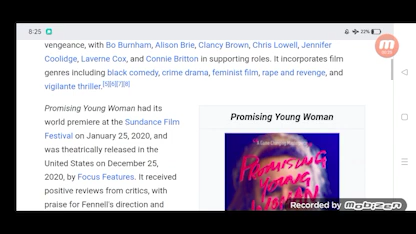 8:25
22%
vengeance, with Bo Burnham, Alison Brie, Clancy Brown, Chris Lowell, Jennifer
Coolidge, Laverne Cox, and Connie Britton in supporting roles. It incorporates film
genres including black comedy, crime drama, feminist film, rape and revenge, and
vigilante thriller.[5][6][7][8]
Promising Young Woman had its
world premiere at the Sundance Film
Festival on January 25, 2020, and
was theatrically released in the
United States on December 25,
2020, by Focus Features. It received
positive reviews from critics, with
praise for Fennell's direction and
Promising Young Woman
PROMISING
YOUNG
WOMAN
Recorded by mobizen